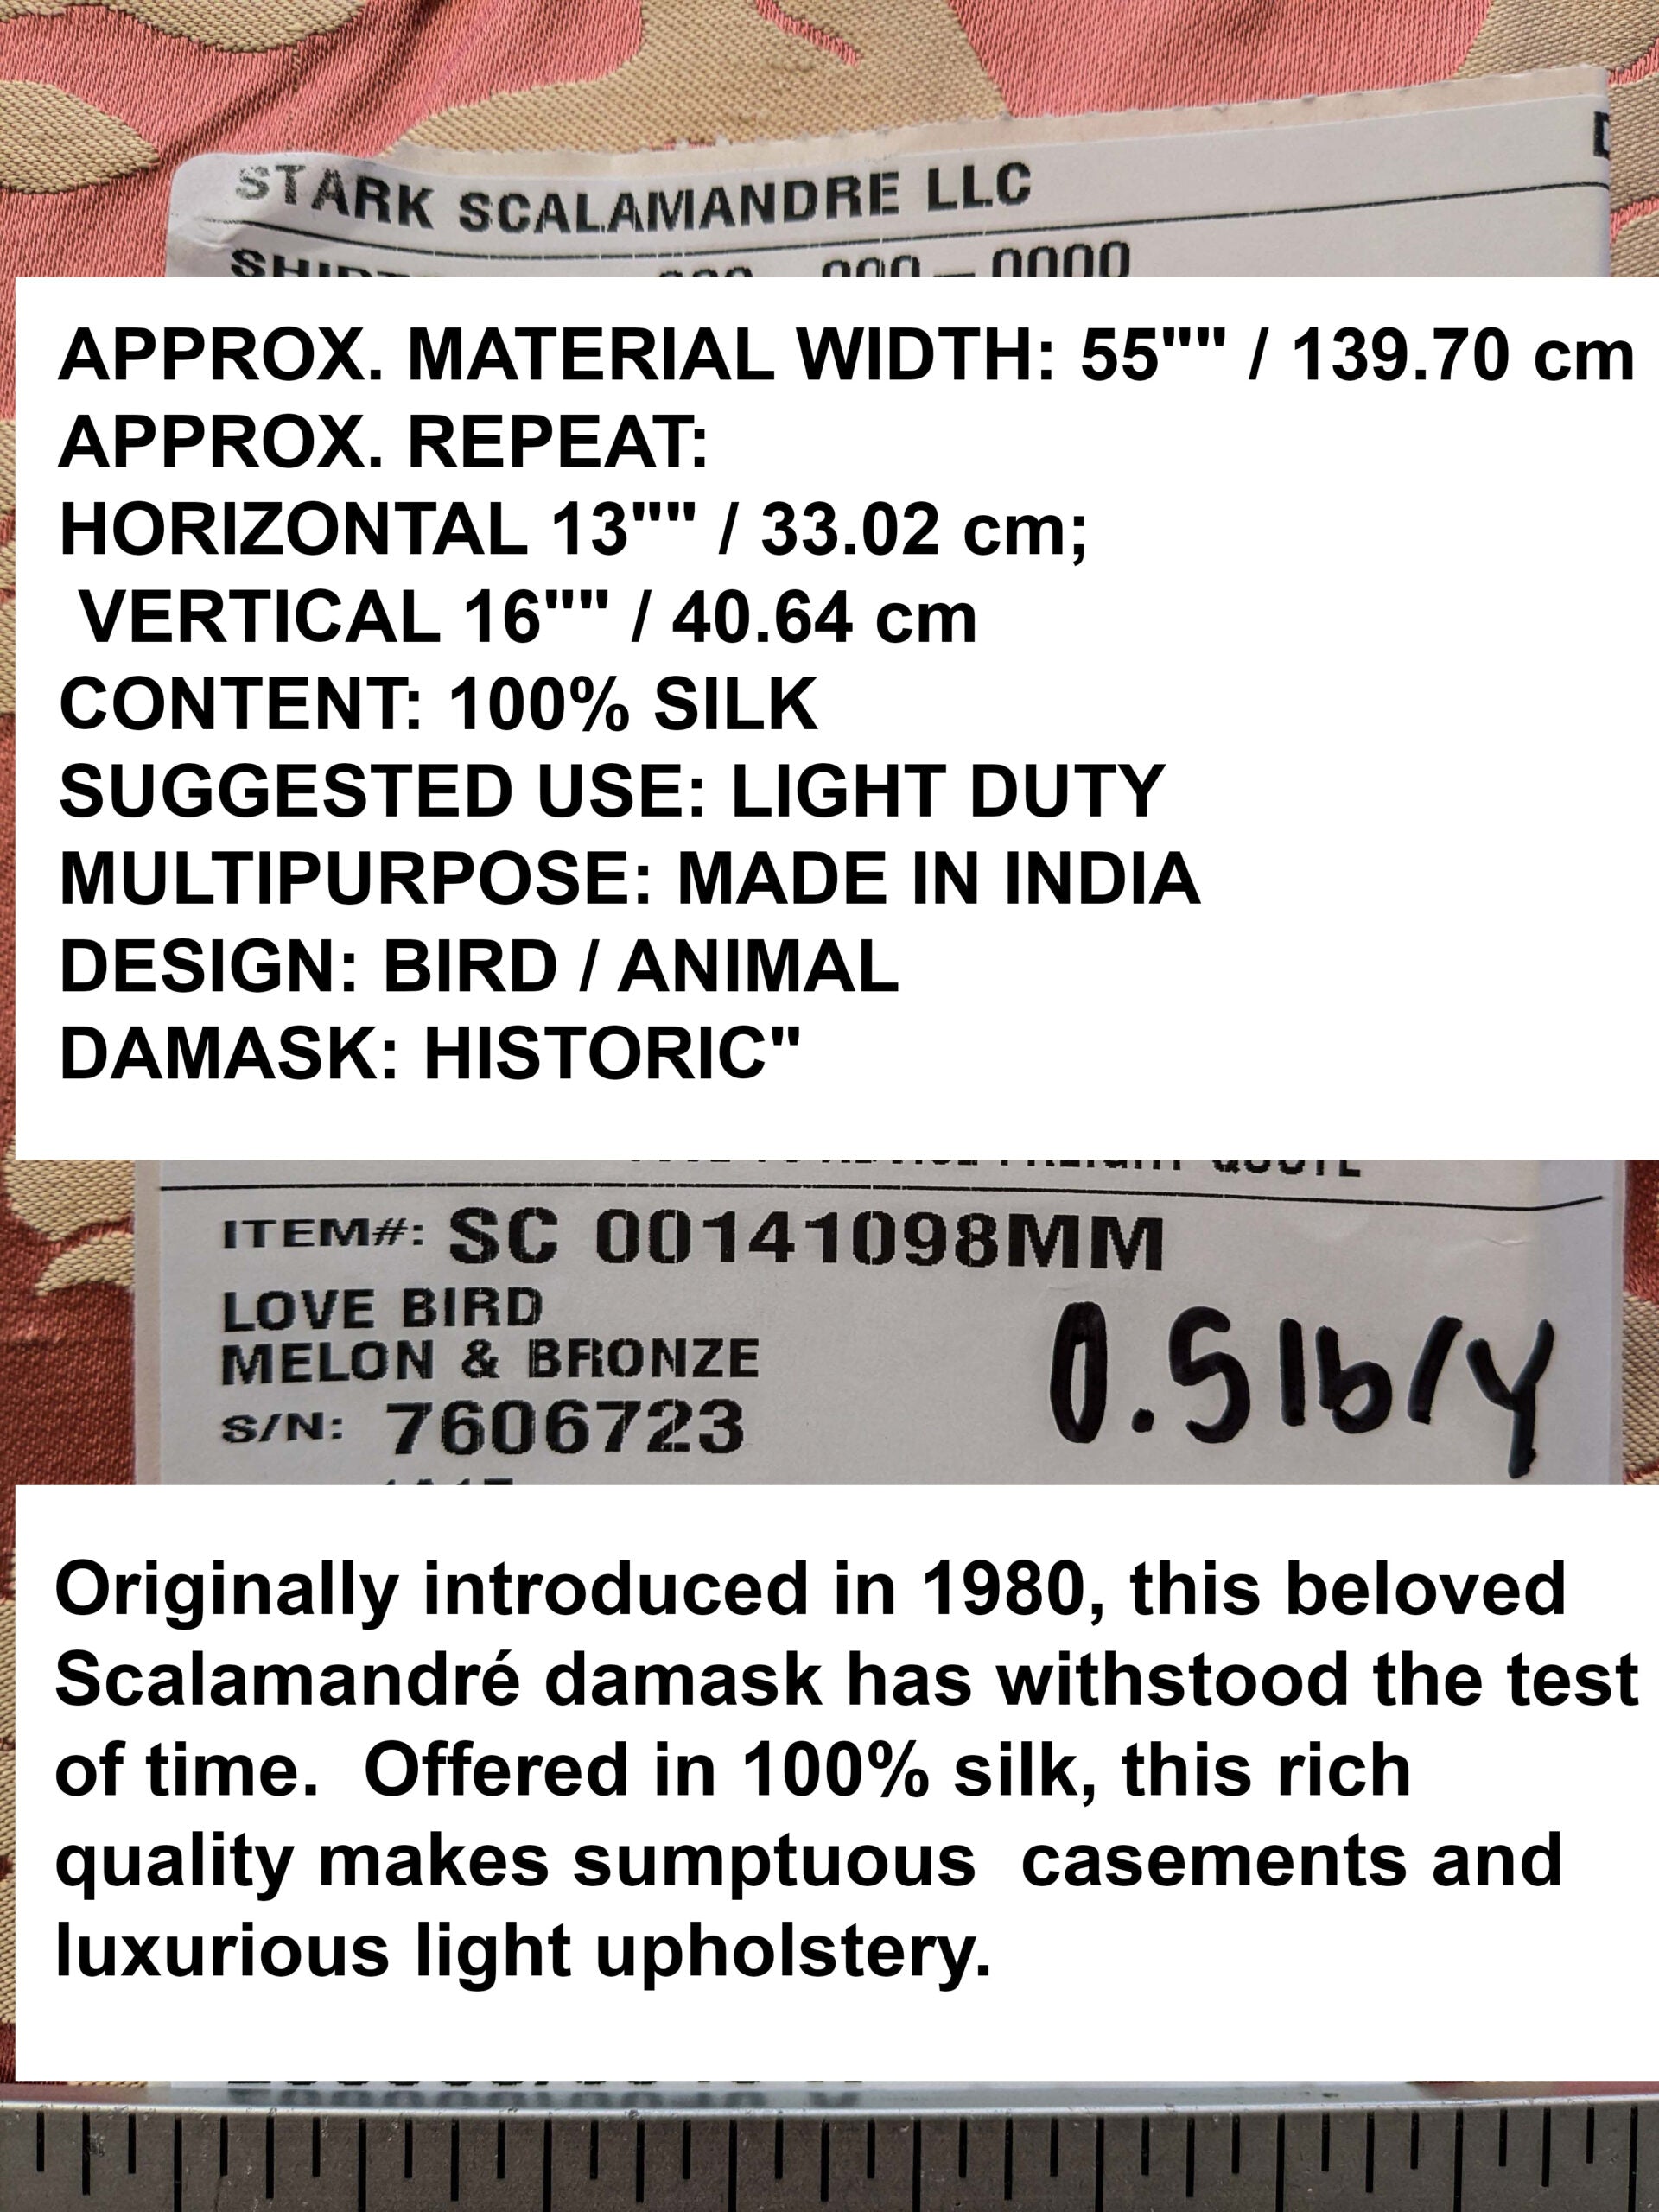 STARK SCALAMANDRE LLC
APPROX. MATERIAL WIDTH: 55"" / 139.70 cm
APPROX. REPEAT:
HORIZONTAL 13"" / 33.02 cm;
VERTICAL 16"" / 40.64 cm
CONTENT: 100% SILK
SUGGESTED USE: LIGHT DUTY
MULTIPURPOSE: MADE IN INDIA
DESIGN: BIRD / ANIMAL
DAMASK: HISTORIC"
QUOTE
ITEM#: SC 00141098MM
LOVE BIRD
MELON & BRONZE
0.5 lb/y
S/N: 7606723
Originally introduced in 1980, this beloved
Scalamandré damask has withstood the test
of time. Offered in 100% silk, this rich
quality makes sumptuous casements and
luxurious light upholstery.